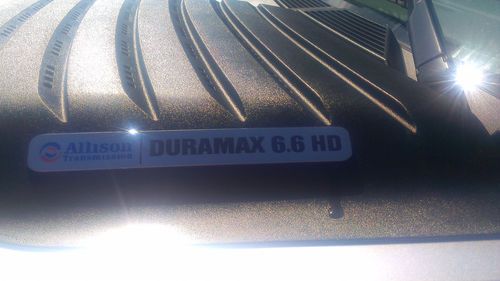 Allison DURAMAX 6.6 HD
Transmission